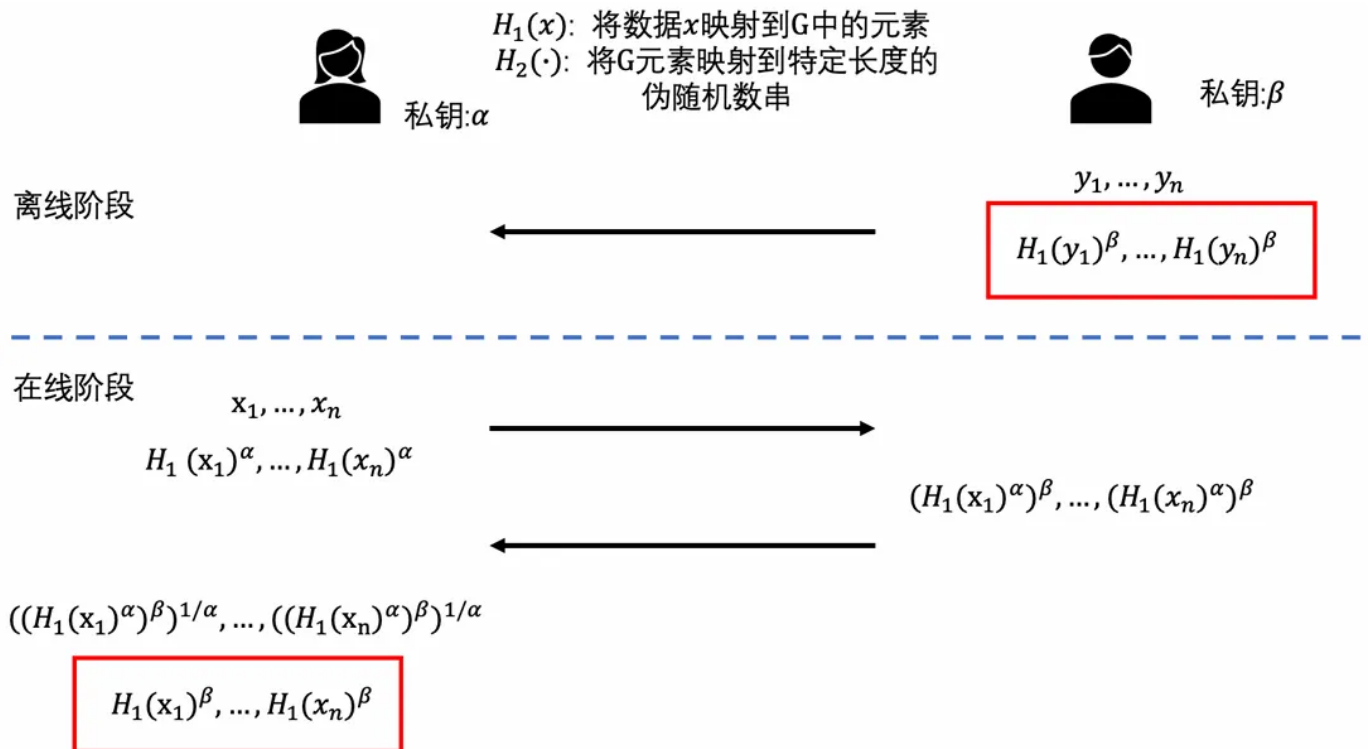 H₁(x): 将数据x映射到G中的元素
H₂(·): 将G元素映射到特定长度的
伪随机数串
私钥:α
私钥:β
离线阶段
y₁, …, yₙ
H₁(y₁)^β, …, H₁(yₙ)^β
在线阶段
x₁, …, xₙ
H₁ (x₁)^α, …, H₁(xₙ)^α
(H₁(x₁)^α)^β, …, (H₁(xₙ)^α)^β
((H₁(x₁)^α)^β)^1/α, …, ((H₁(xₙ)^α)^β)^1/α
H₁(x₁)^β, …, H₁(xₙ)^β